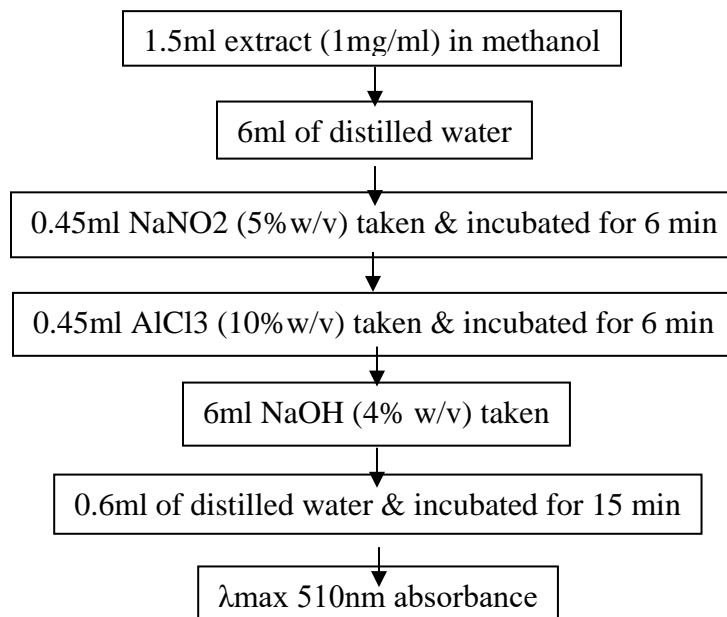 1.5ml extract (1mg/ml) in methanol
6ml of distilled water
0.45ml NaNO2 (5%w/v) taken & incubated for 6 min
0.45ml AlCl3 (10%w/v) taken & incubated for 6 min
6ml NaOH (4% w/v) taken
0.6ml of distilled water & incubated for 15 min
λmax 510nm absorbance